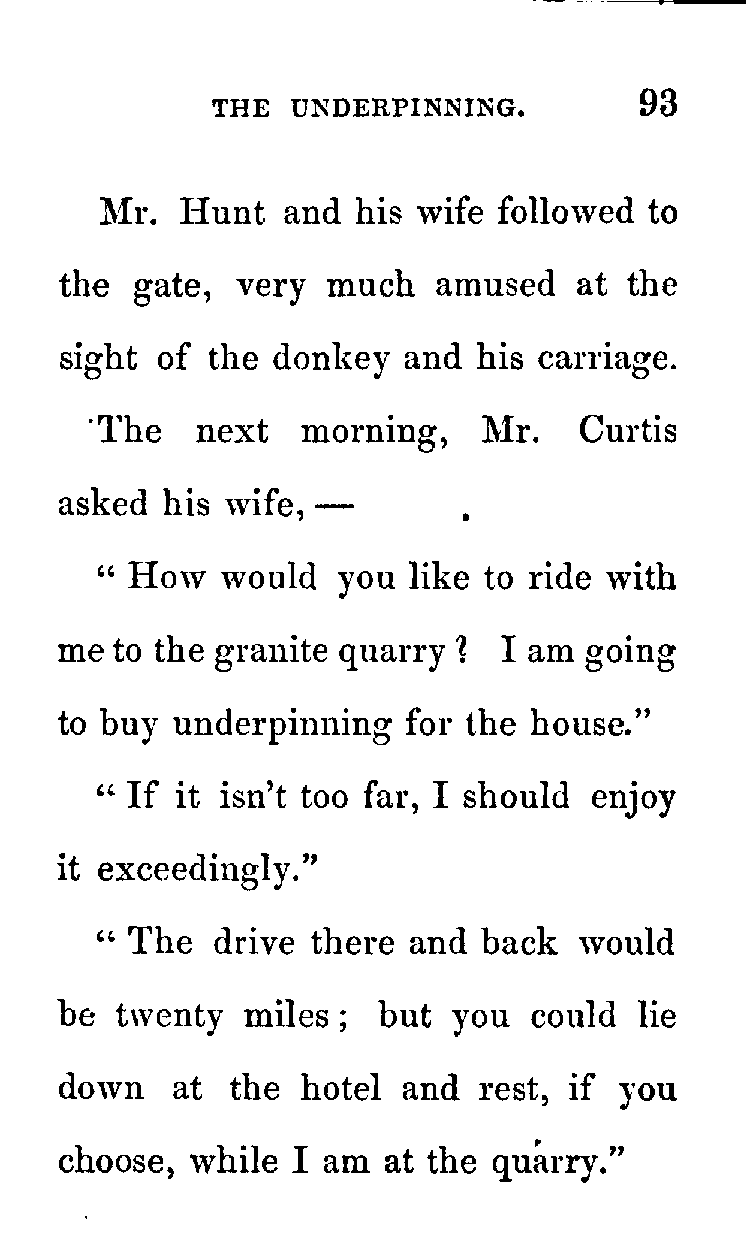 THE UNDERPINNING. 93
Mr. Hunt and his wife followed to
the gate, very much amused at the
sight of the donkey and his carriage.
The next morning, Mr. Curtis
asked his wife, —
“ How would you like to ride with
me to the granite quarry ? I am going
to buy underpinning for the house.”
“ If it isn’t too far, I should enjoy
it exceedingly.”
“ The drive there and back would
be twenty miles ; but you could lie
down at the hotel and rest, if you
choose, while I am at the quarry.”